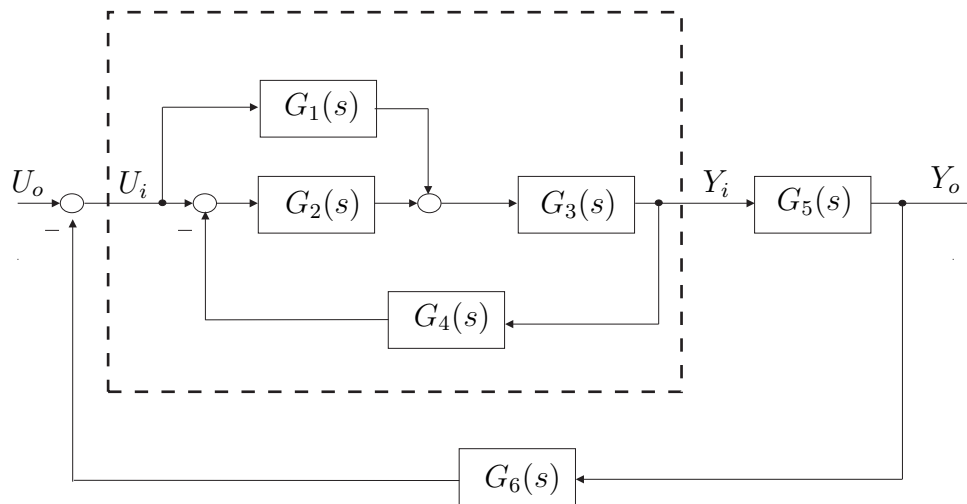 G₁(s)
Uₒ Uᵢ G₂(s) G₃(s) Yᵢ G₅(s) Yₒ
− −
G₄(s)
G₆(s)